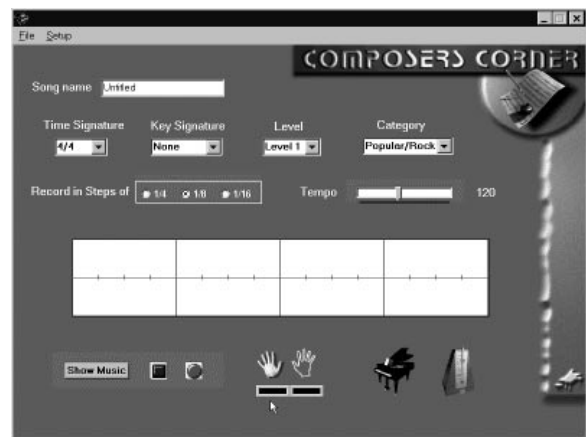 File Setup
COMPOSERS CORNER
Song name Untitled
Time Signature Key Signature Level Category
4/4 None Level 1 Popular/Rock
Record in Steps of 1/4 1/8 1/16 Tempo 120
Show Music